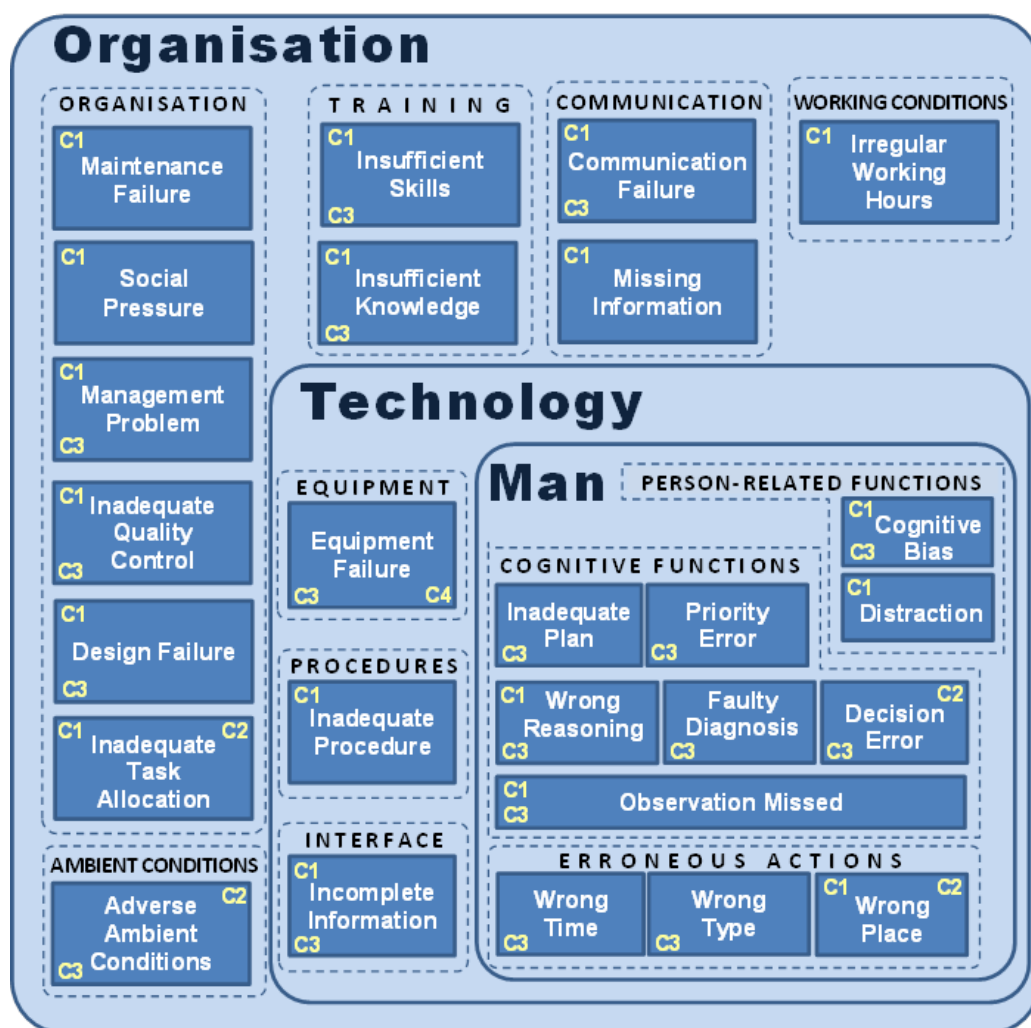 Organisation
ORGANISATION
C1
Maintenance
Failure
C1
Social
Pressure
C1
Management
Problem
C3
C1
Inadequate
Quality
Control
C3
C1
Design Failure
C3
C1 C2
Inadequate
Task
Allocation
AMBIENT CONDITIONS
C2
Adverse
Ambient
Conditions
C3
TRAINING
C1
Insufficient
Skills
C3
C1
Insufficient
Knowledge
C3
COMMUNICATION
C1
Communication
Failure
C3
C1
Missing
Information
WORKING CONDITIONS
C1
Irregular
Working
Hours
Technology
EQUIPMENT
Equipment
Failure
C3 C4
PROCEDURES
C1
Inadequate
Procedure
INTERFACE
C1
Incomplete
Information
C3
Man
PERSON-RELATED FUNCTIONS
C1
Cognitive
Bias
C3
C1
Distraction
COGNITIVE FUNCTIONS
Inadequate
Plan
C3
Priority
Error
C3
C1
Wrong
Reasoning
C3
Faulty
Diagnosis
C3
C2
Decision
Error
C3
C1
Observation Missed
C3
ERRONEOUS ACTIONS
Wrong
Time
C3
Wrong
Type
C3
C1 C2
Wrong
Place